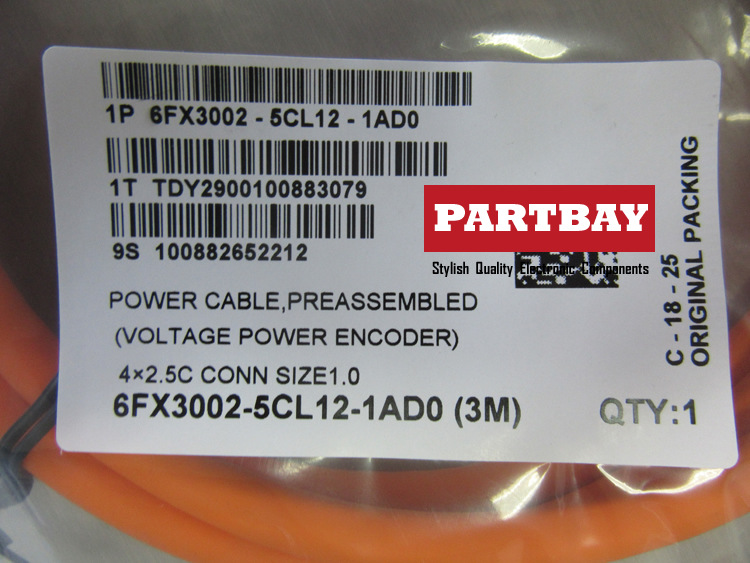 1P 6FX3002 - 5CL12 - 1AD0
1T TDY2900100883079
9S 100882652212
PARTBAY
Stylish Quality Electronic Components
POWER CABLE,PREASSEMBLED
(VOLTAGE POWER ENCODER)
4×2.5C CONN SIZE1.0
6FX3002-5CL12-1AD0 (3M)
QTY:1
C - 18 - 25
ORIGINAL PACKING